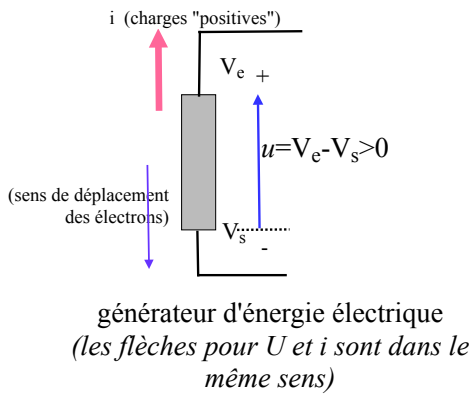 i (charges "positives")
Ve +
u=Ve-Vs>0
(sens de déplacement
des électrons)
Vs
-
générateur d'énergie électrique
(les flèches pour U et i sont dans le
même sens)